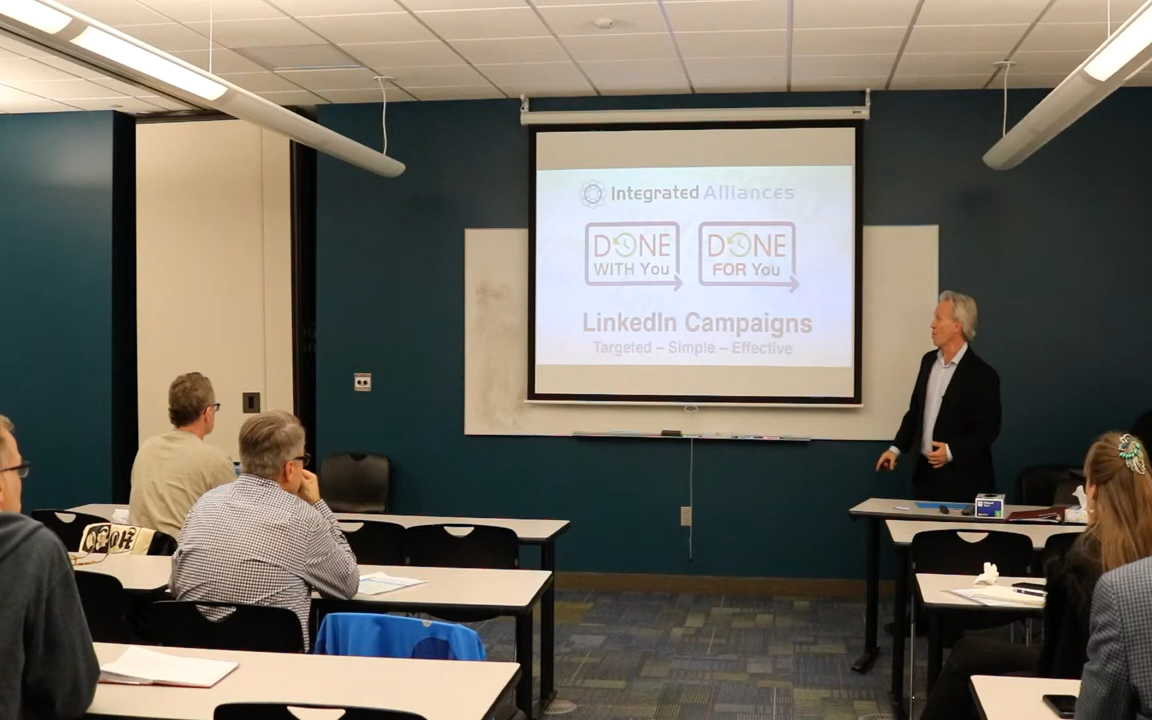 Integrated Alliances
DONE
WITH You
DONE
FOR You
LinkedIn Campaigns
Targeted – Simple – Effective